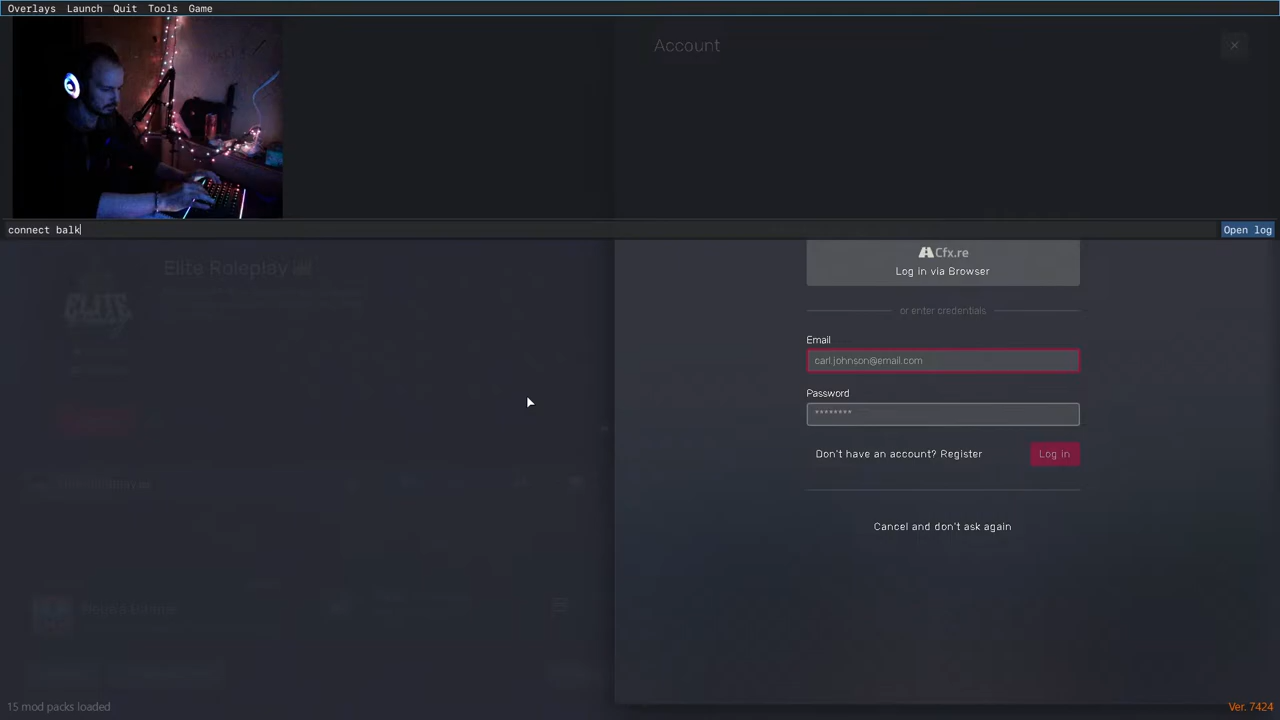 Overlays Launch Quit Tools Game
Account
connect balk
Open log
Cfx.re
Log in via Browser
Elite Roleplay
or enter credentials
Email
carl.johnson@email.com
Password
********
Don't have an account? Register
Log in
Cancel and don't ask again
15 mod packs loaded
Ver. 7424